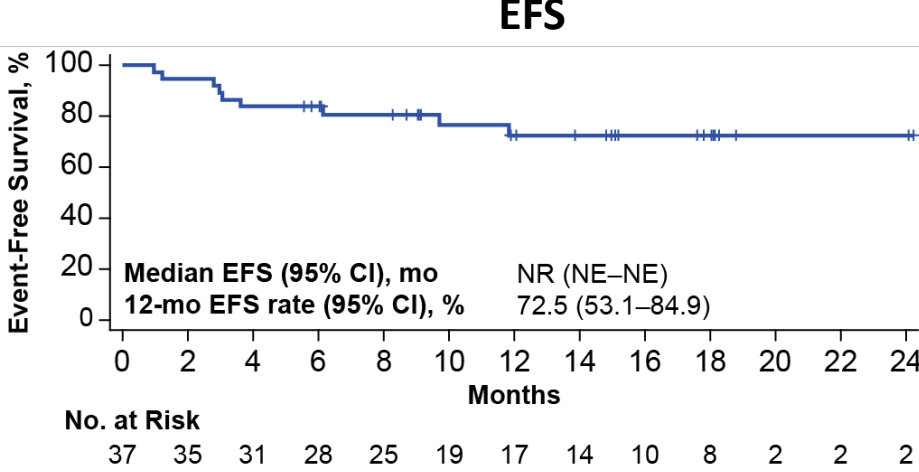 EFS
Event-Free Survival, %
100
80
60
40
20
0
Median EFS (95% CI), mo NR (NE–NE)
12-mo EFS rate (95% CI), % 72.5 (53.1–84.9)
0 2 4 6 8 10 12 14 16 18 20 22 24
Months
No. at Risk
37 35 31 28 25 19 17 14 10 8 2 2 2